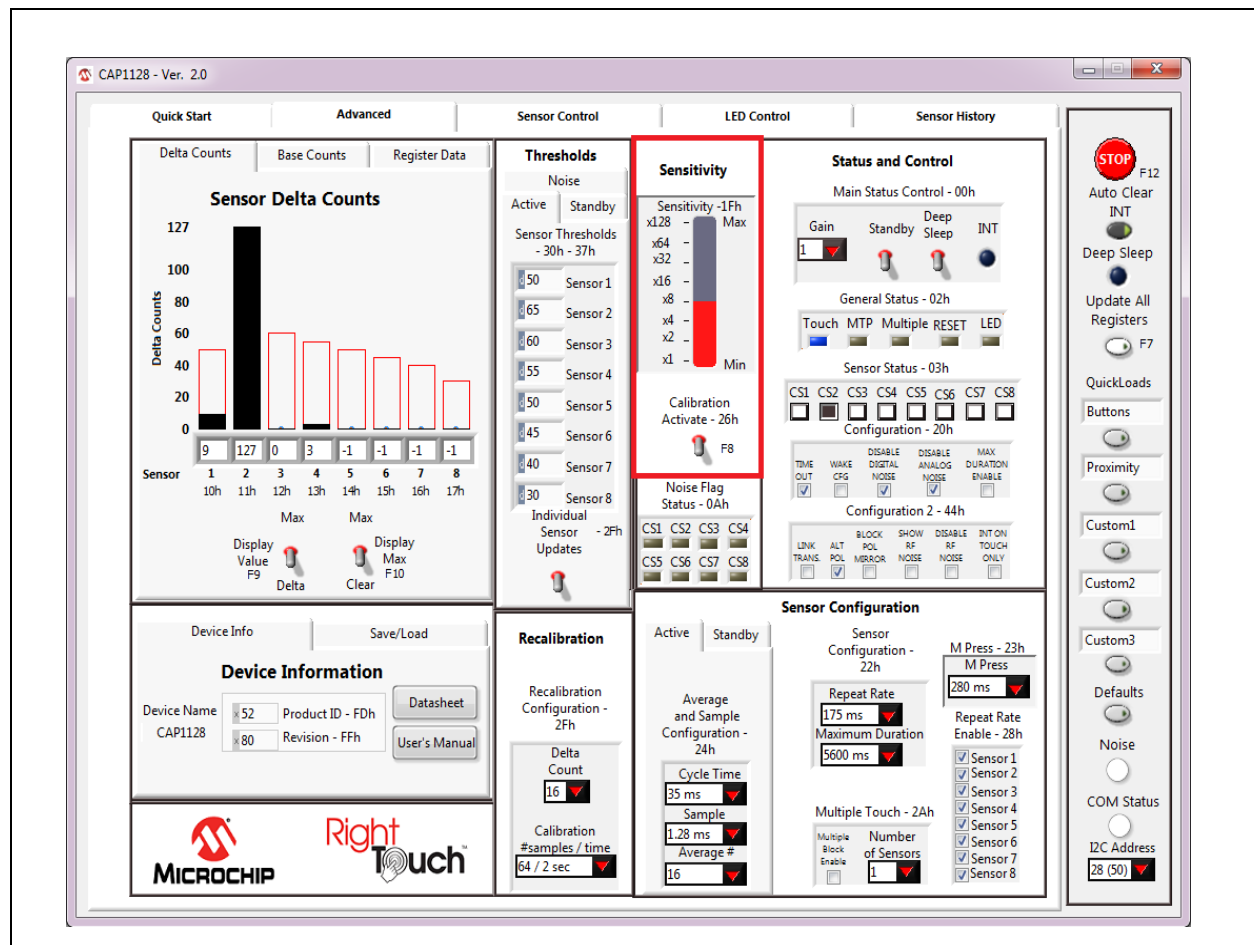 CAP1128 - Ver. 2.0
Quick Start
Advanced
Sensor Control
LED Control
Sensor History
Delta Counts
Base Counts
Register Data
Sensor Delta Counts
Delta Counts
127
100
80
60
40
20
0
9 127 0 3 -1 -1 -1 -1
Sensor 1 2 3 4 5 6 7 8
10h 11h 12h 13h 14h 15h 16h 17h
Max
Display Value F9
Delta
Max
Display Max F10
Clear
Thresholds
Noise
Active
Standby
Sensor Thresholds
- 30h - 37h
d 50 Sensor 1
d 65 Sensor 2
d 60 Sensor 3
d 55 Sensor 4
d 50 Sensor 5
d 45 Sensor 6
d 40 Sensor 7
d 30 Sensor 8
Individual
Sensor - 2Fh
Updates
Sensitivity
Sensitivity -1Fh
x128 Max
x64
x32
x16
x8
x4
x2
x1 Min
Calibration
Activate - 26h
F8
Noise Flag
Status - 0Ah
CS1 CS2 CS3 CS4
CS5 CS6 CS7 CS8
Status and Control
Main Status Control - 00h
Gain
1
Standby
Deep Sleep
INT
General Status - 02h
Touch MTP Multiple RESET LED
Sensor Status - 03h
CS1 CS2 CS3 CS4 CS5 CS6 CS7 CS8
Configuration - 20h
TIME OUT
WAKE CFG
DISABLE DIGITAL NOISE
DISABLE ANALOG NOISE
MAX DURATION ENABLE
Configuration 2 - 44h
LINK TRANS.
ALT POL
BLOCK POL MIRROR
SHOW RF NOISE
DISABLE RF NOISE
INT ON TOUCH ONLY
Device Info
Save/Load
Device Information
Device Name
CAP1128
x 52 Product ID - FDh
x 80 Revision - FFh
Datasheet
User's Manual
MICROCHIP
RightTouch
Recalibration
Recalibration
Configuration -
2Fh
Delta
Count
16
Calibration
#samples / time
64 / 2 sec
Sensor Configuration
Active
Standby
Average
and Sample
Configuration -
24h
Cycle Time
35 ms
Sample
1.28 ms
Average #
16
Sensor
Configuration -
22h
Repeat Rate
175 ms
Maximum Duration
5600 ms
Multiple Touch - 2Ah
Multiple Block Enable
Number of Sensors
1
M Press - 23h
M Press
280 ms
Repeat Rate
Enable - 28h
Sensor 1
Sensor 2
Sensor 3
Sensor 4
Sensor 5
Sensor 6
Sensor 7
Sensor 8
STOP
F12
Auto Clear
INT
Deep Sleep
Update All
Registers
F7
QuickLoads
Buttons
Proximity
Custom1
Custom2
Custom3
Defaults
Noise
COM Status
I2C Address
28 (50)